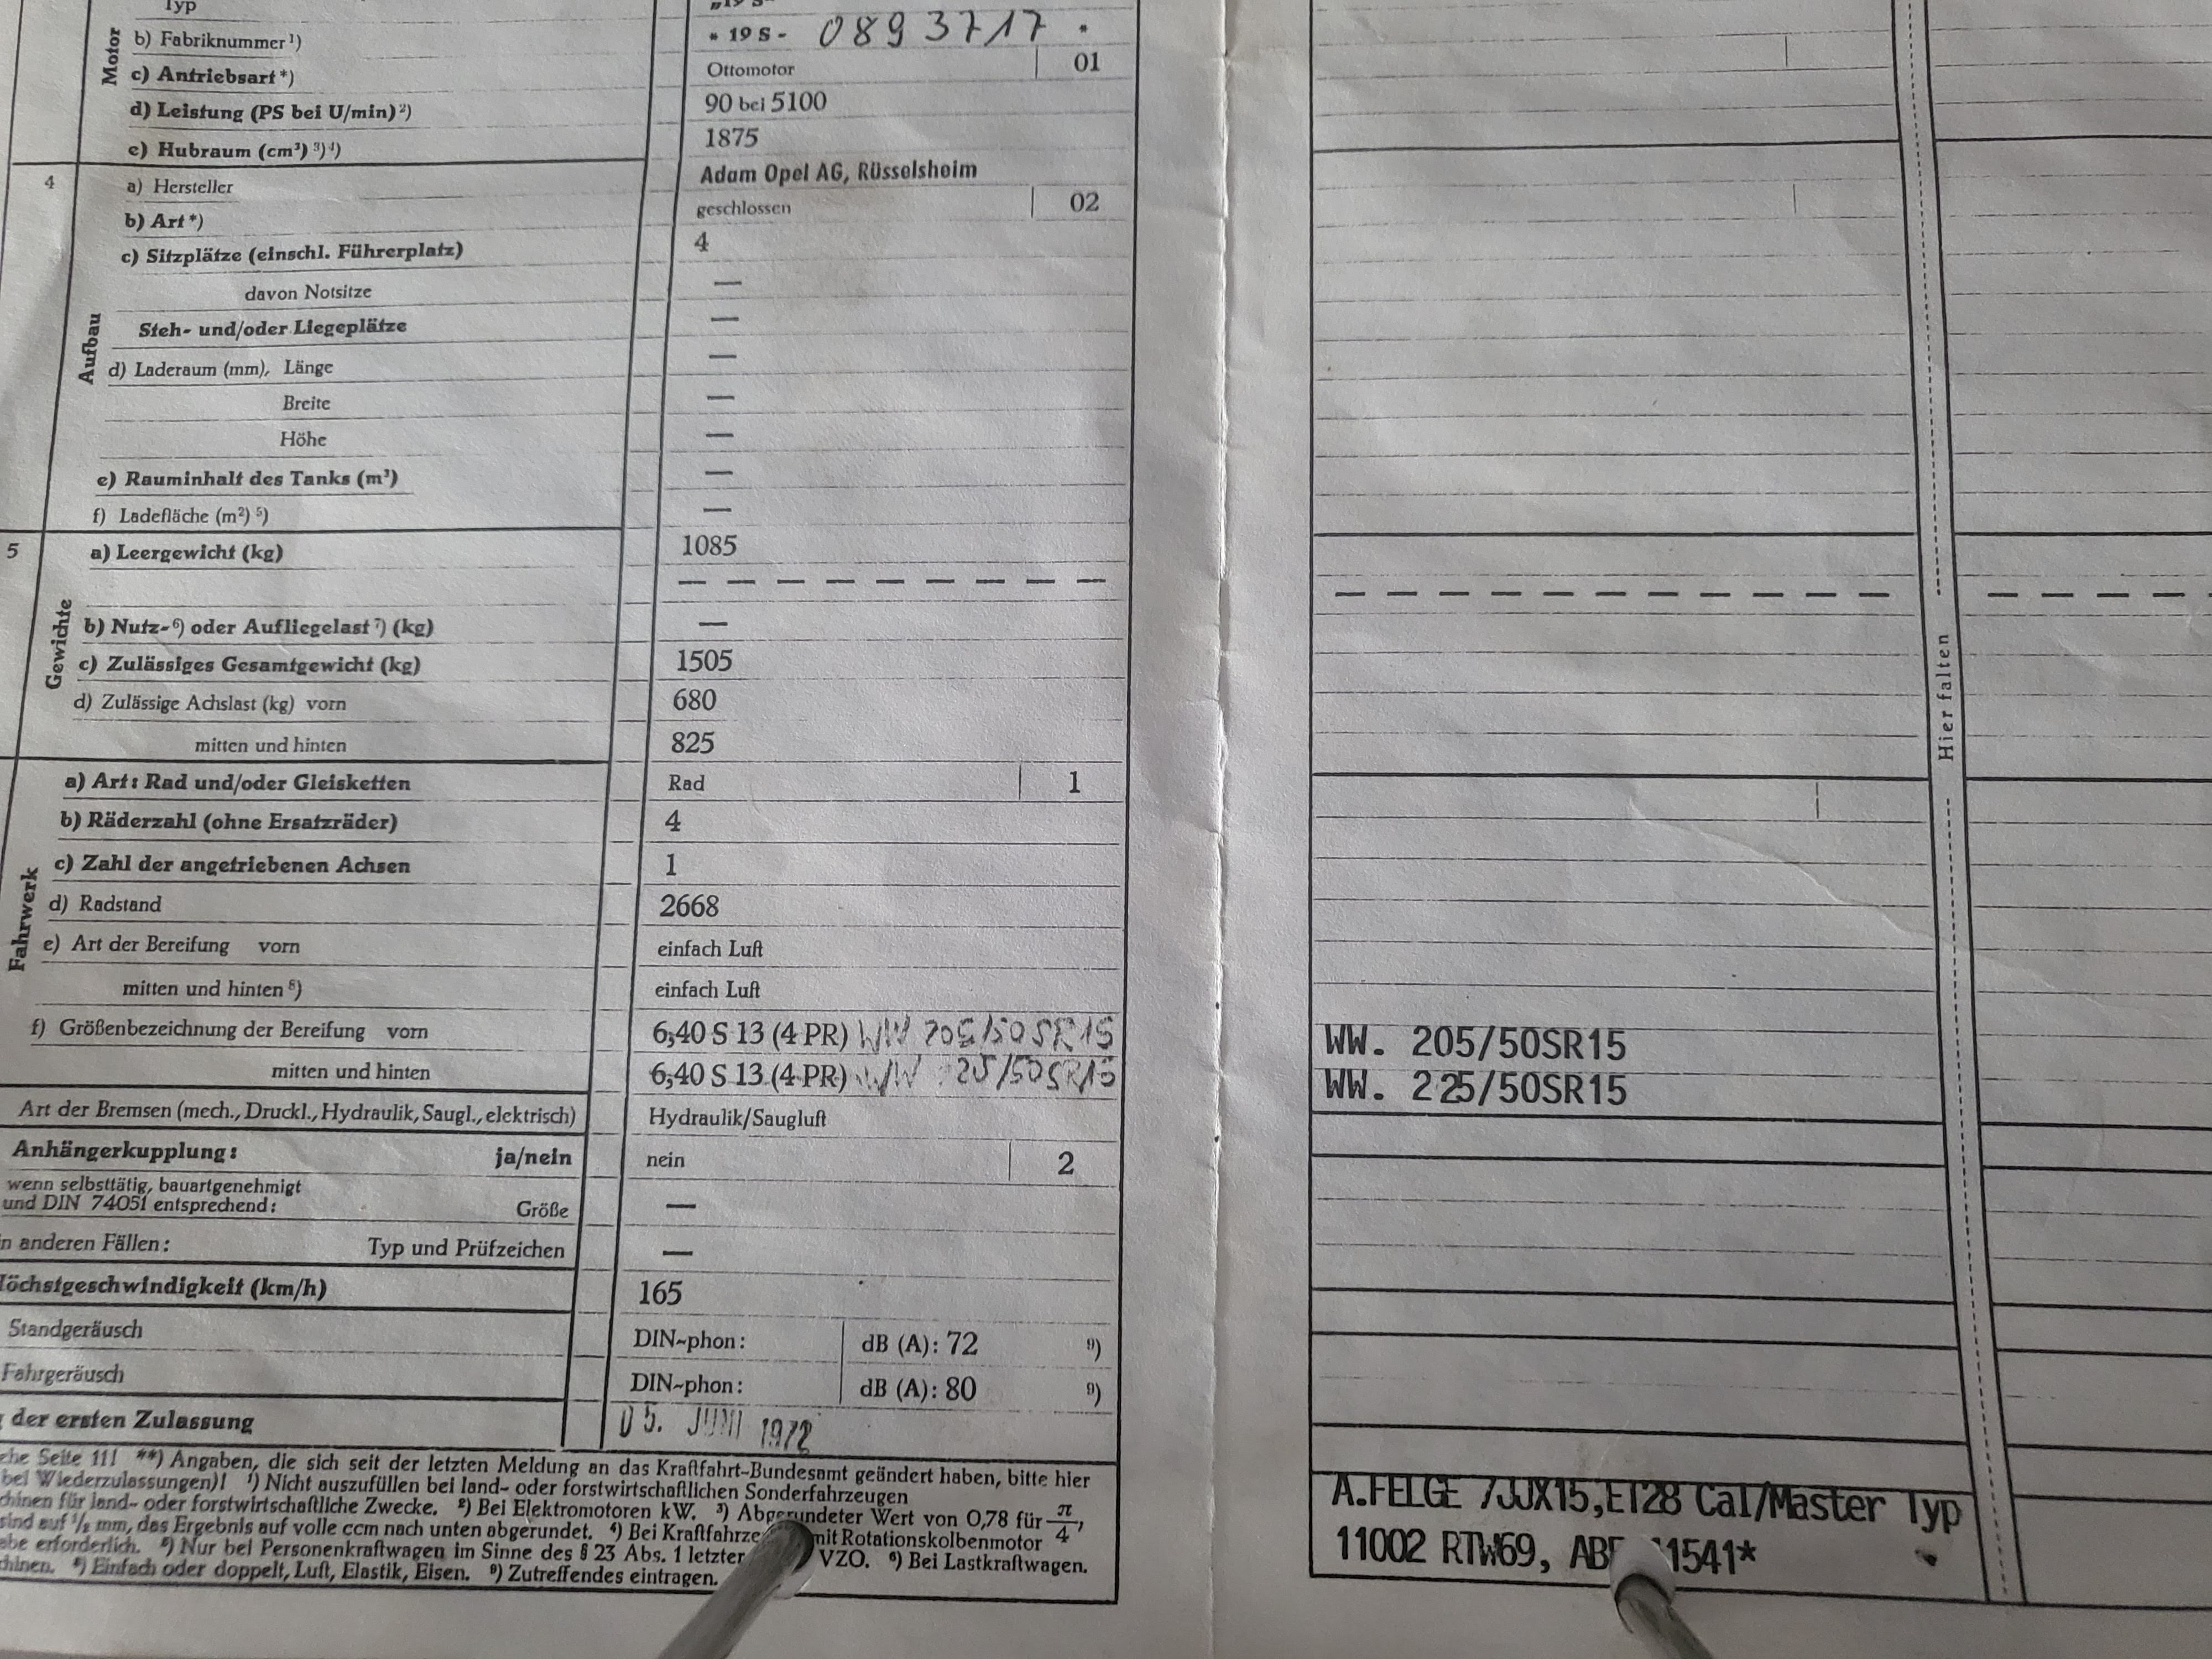 Typ
Motor
b) Fabriknummer ¹) „ 19 S - 0893717
c) Antriebsart *) Ottomotor 01
d) Leistung (PS bei U/min) ²) 90 bei 5100
e) Hubraum (cm³) ³) ⁴) 1875
4 a) Hersteller Adam Opel AG, Rüsselsheim
b) Art *) geschlossen 02
c) Sitzplätze (einschl. Führerplatz) 4
davon Notsitze —
Steh- und/oder Liegeplätze —
Aufbau
d) Laderaum (mm), Länge —
Breite —
Höhe —
e) Rauminhalt des Tanks (m³) —
f) Ladefläche (m²) ⁵) —
5 a) Leergewicht (kg) 1085
— — — — — — — — —
Gewichte
b) Nutz- ⁶) oder Aufliegelast ⁷) (kg) —
c) Zulässiges Gesamtgewicht (kg) 1505
d) Zulässige Achslast (kg) vorn 680
mitten und hinten 825
a) Art: Rad und/oder Gleisketten Rad 1
b) Räderzahl (ohne Ersatzräder) 4
c) Zahl der angetriebenen Achsen 1
Fahrwerk
d) Radstand 2668
e) Art der Bereifung vorn einfach Luft
mitten und hinten ⁸) einfach Luft
f) Größenbezeichnung der Bereifung vorn 6,40 S 13 (4 PR) WW 205/50 SR 15
mitten und hinten 6,40 S 13 (4 PR) WW 25/50 SR 15
Art der Bremsen (mech., Druckl., Hydraulik, Saugl., elektrisch) Hydraulik/Saugluft
Anhängerkupplung: ja/nein nein 2
wenn selbsttätig, bauartgenehmigt
und DIN 74051 entsprechend: Größe —
in anderen Fällen: Typ und Prüfzeichen —
Höchstgeschwindigkeit (km/h) 165
Standgeräusch DIN-phon: dB (A): 72 ⁹)
Fahrgeräusch DIN-phon: dB (A): 80 ⁹)
der ersten Zulassung 05. JUNI 1972
Seite 11! **) Angaben, die sich seit der letzten Meldung an das Kraftfahrt-Bundesamt geändert haben, bitte hier
bei Wiederzulassungen)! ¹) Nicht auszufüllen bei land- oder forstwirtschaftlichen Sonderfahrzeugen
für land- oder forstwirtschaftliche Zwecke. ²) Bei Elektromotoren kW. ³) Abgerundeter Wert von 0,78 für π/4,
sind auf ½ mm, das Ergebnis auf volle ccm nach unten abgerundet. ⁴) Bei Kraftfahrze mit Rotationskolbenmotor
erforderlich. ⁵) Nur bei Personenkraftwagen im Sinne des § 23 Abs. 1 letzter VZO. ⁶) Bei Lastkraftwagen.
⁸) Einfach oder doppelt, Luft, Elastik, Eisen. ⁹) Zutreffendes eintragen.
— — — — — — — — — — — —
Hier falten
WW. 205/50SR15
WW. 225/50SR15
A.FELGE 7JJX15,ET28 Cal/Master Typ
11002 RTW69, AB 1541*